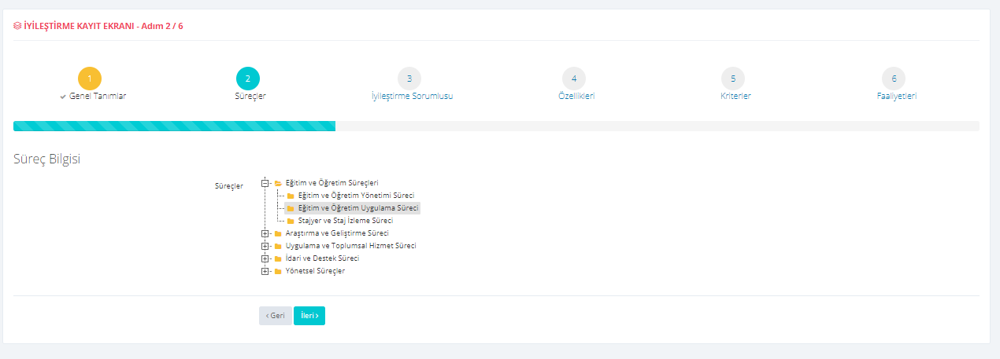 İYİLEŞTİRME KAYIT EKRANI - Adım 2 / 6
1
2
3
4
5
6
Genel Tanımlar
Süreçler
İyileştirme Sorumlusu
Özellikleri
Kriterler
Faaliyetleri
Süreç Bilgisi
Süreçler
Eğitim ve Öğretim Süreçleri
Eğitim ve Öğretim Yönetimi Süreci
Eğitim ve Öğretim Uygulama Süreci
Stajyer ve Staj İzleme Süreci
Araştırma ve Geliştirme Süreci
Uygulama ve Toplumsal Hizmet Süreci
İdari ve Destek Süreci
Yönetsel Süreçler
‹ Geri
İleri ›